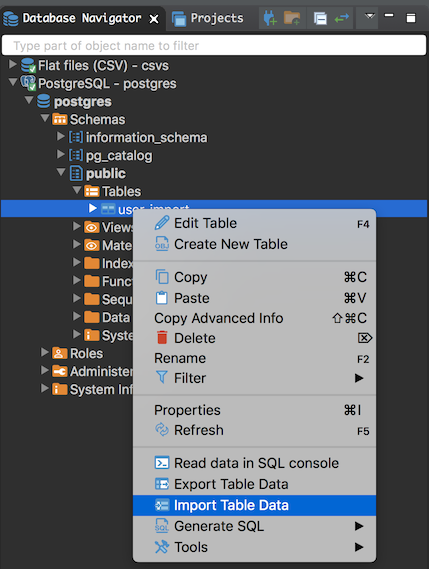 Database Navigator
Projects
Type part of object name to filter
Flat files (CSV) - csvs
PostgreSQL - postgres
postgres
Schemas
information_schema
pg_catalog
public
Tables
user_import
Edit Table F4
Views
Create New Table
Mate
Index
Copy ⌘C
Func
Paste ⌘V
Sequ
Copy Advanced Info ⇧⌘C
Data
Delete ⌦
Syste
Rename F2
Roles
Filter
Administer
System Inf
Properties ⌘I
Refresh F5
Read data in SQL console
Export Table Data
Import Table Data
Generate SQL
SQL
Tools